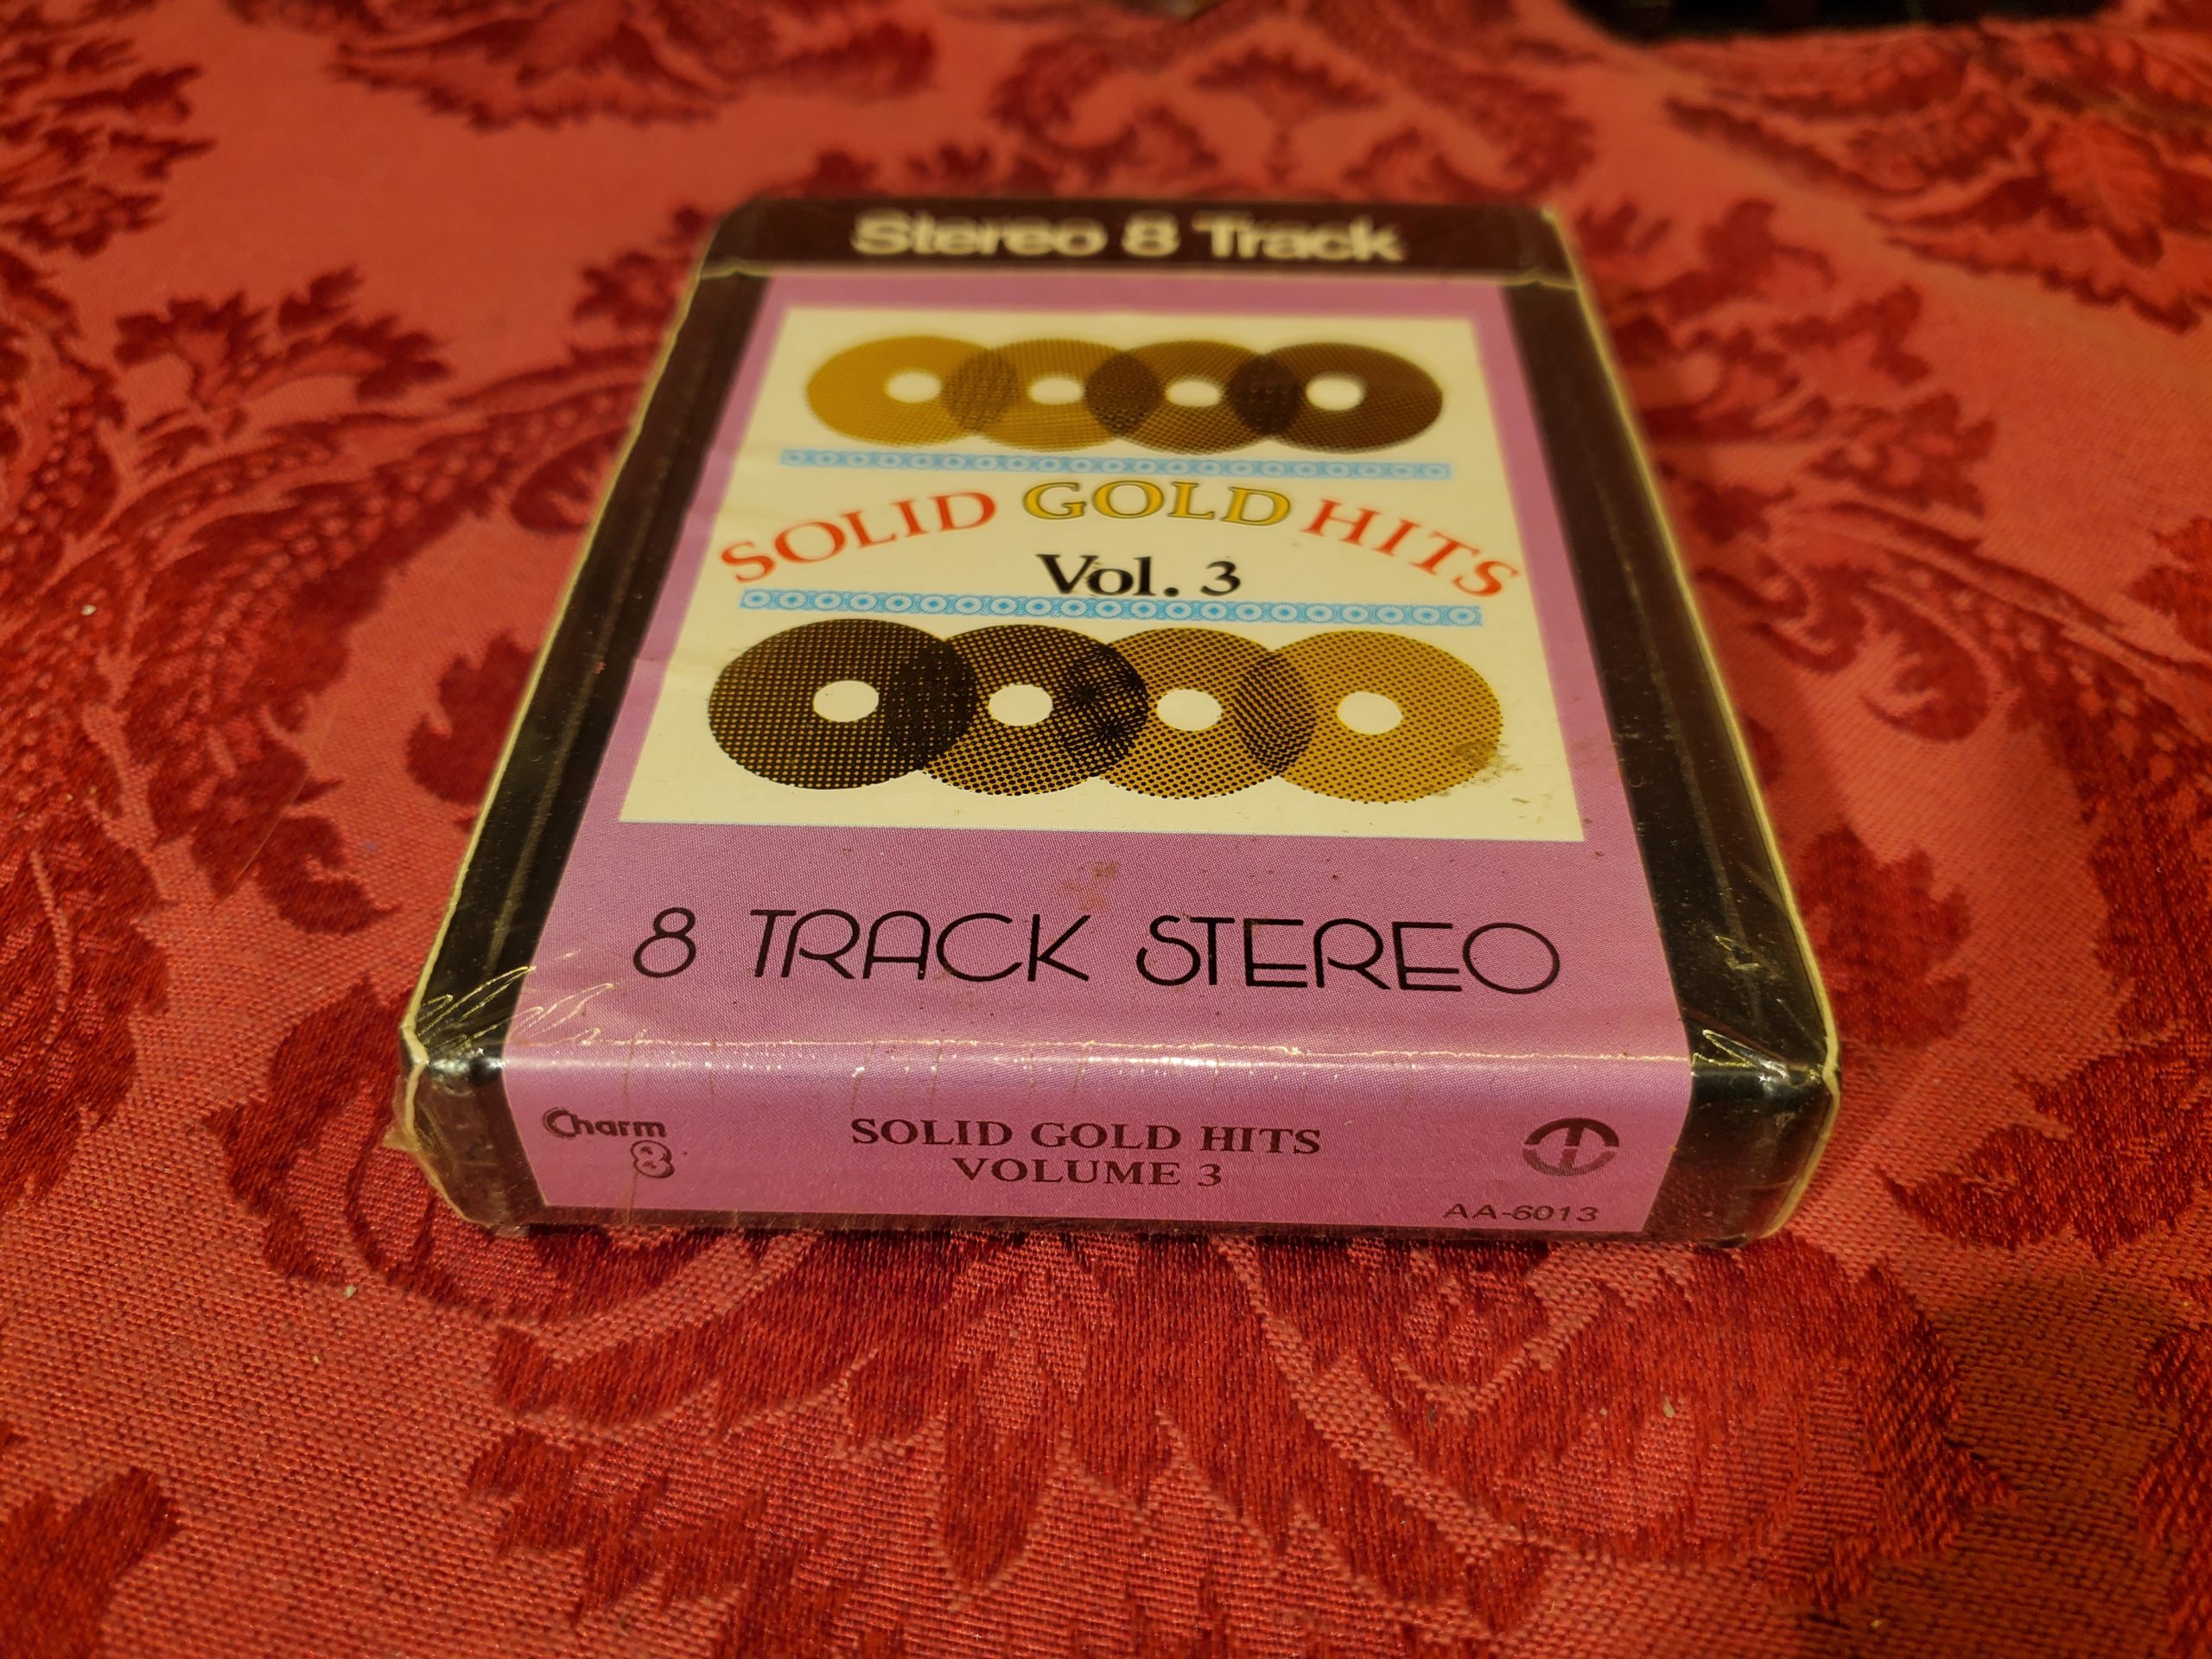 Stereo 8 Track
SOLID GOLD HITS
Vol. 3
8 TRACK STEREO
Charm
8
SOLID GOLD HITS
VOLUME 3
AA-6013